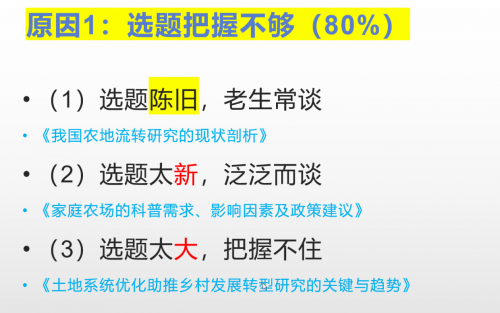 原因1：选题把握不够（80%）
• （1）选题陈旧，老生常谈
• 《我国农地流转研究的现状剖析》
• （2）选题太新，泛泛而谈
• 《家庭农场的科普需求、影响因素及政策建议》
• （3）选题太大，把握不住
• 《土地系统优化助推乡村发展转型研究的关键与趋势》